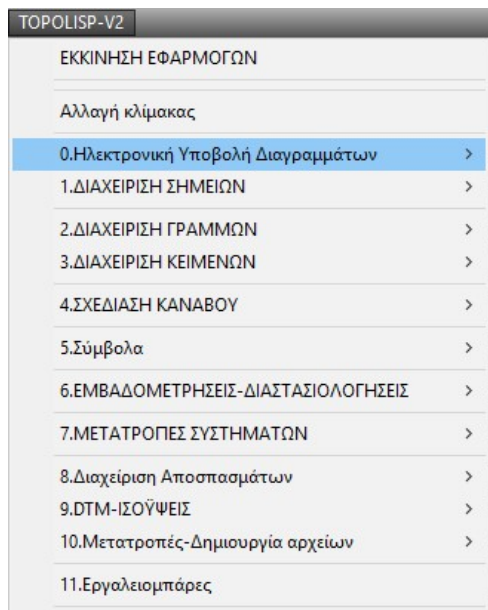 TOPOLISP-V2
ΕΚΚΙΝΗΣΗ ΕΦΑΡΜΟΓΩΝ
Αλλαγή κλίμακας
0.Ηλεκτρονική Υποβολή Διαγραμμάτων
1.ΔΙΑΧΕΙΡΙΣΗ ΣΗΜΕΙΩΝ
2.ΔΙΑΧΕΙΡΙΣΗ ΓΡΑΜΜΩΝ
3.ΔΙΑΧΕΙΡΙΣΗ ΚΕΙΜΕΝΩΝ
4.ΣΧΕΔΙΑΣΗ ΚΑΝΑΒΟΥ
5.Σύμβολα
6.ΕΜΒΑΔΟΜΕΤΡΗΣΕΙΣ-ΔΙΑΣΤΑΣΙΟΛΟΓΗΣΕΙΣ
7.ΜΕΤΑΤΡΟΠΕΣ ΣΥΣΤΗΜΑΤΩΝ
8.Διαχείριση Αποσπασμάτων
9.DTM-ΙΣΟΫΨΕΙΣ
10.Μετατροπές-Δημιουργία αρχείων
11.Εργαλειομπάρες